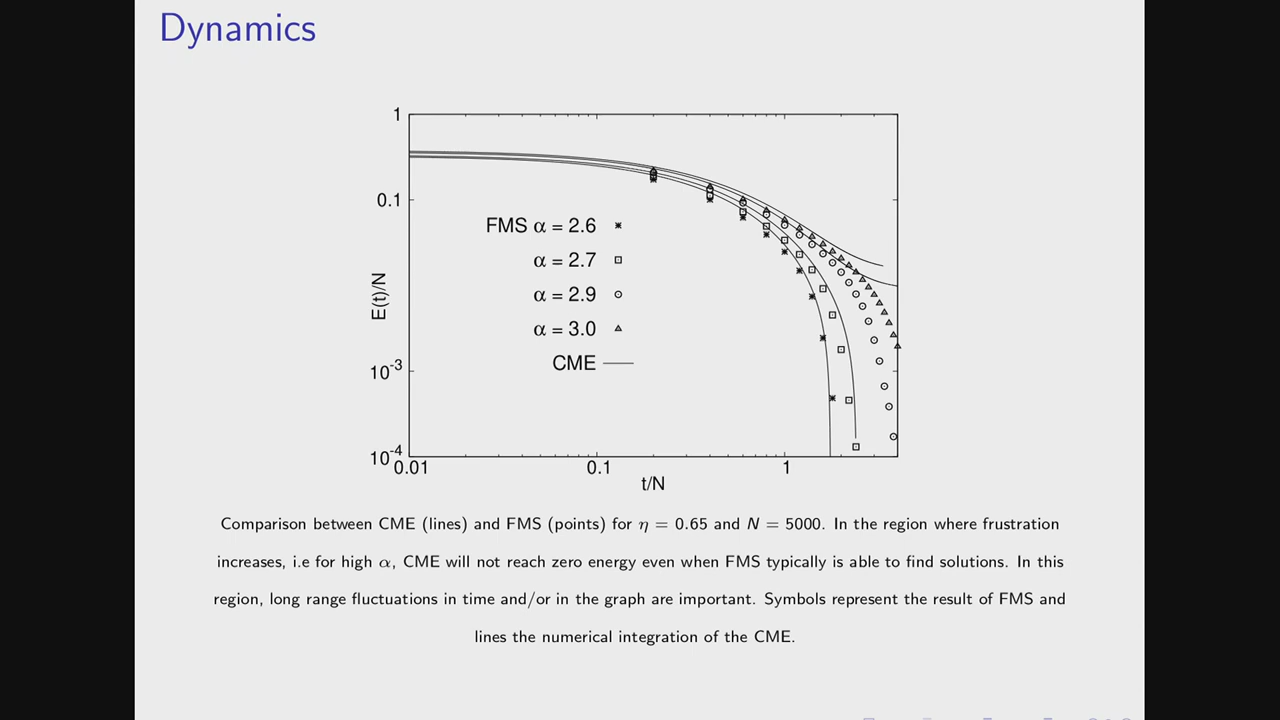 Dynamics
1
0.1
10-3
10-4
E(t)/N
FMS α = 2.6
α = 2.7
α = 2.9
α = 3.0
CME
0.01
0.1
1
t/N
Comparison between CME (lines) and FMS (points) for η = 0.65 and N = 5000. In the region where frustration
increases, i.e for high α, CME will not reach zero energy even when FMS typically is able to find solutions. In this
region, long range fluctuations in time and/or in the graph are important. Symbols represent the result of FMS and
lines the numerical integration of the CME.